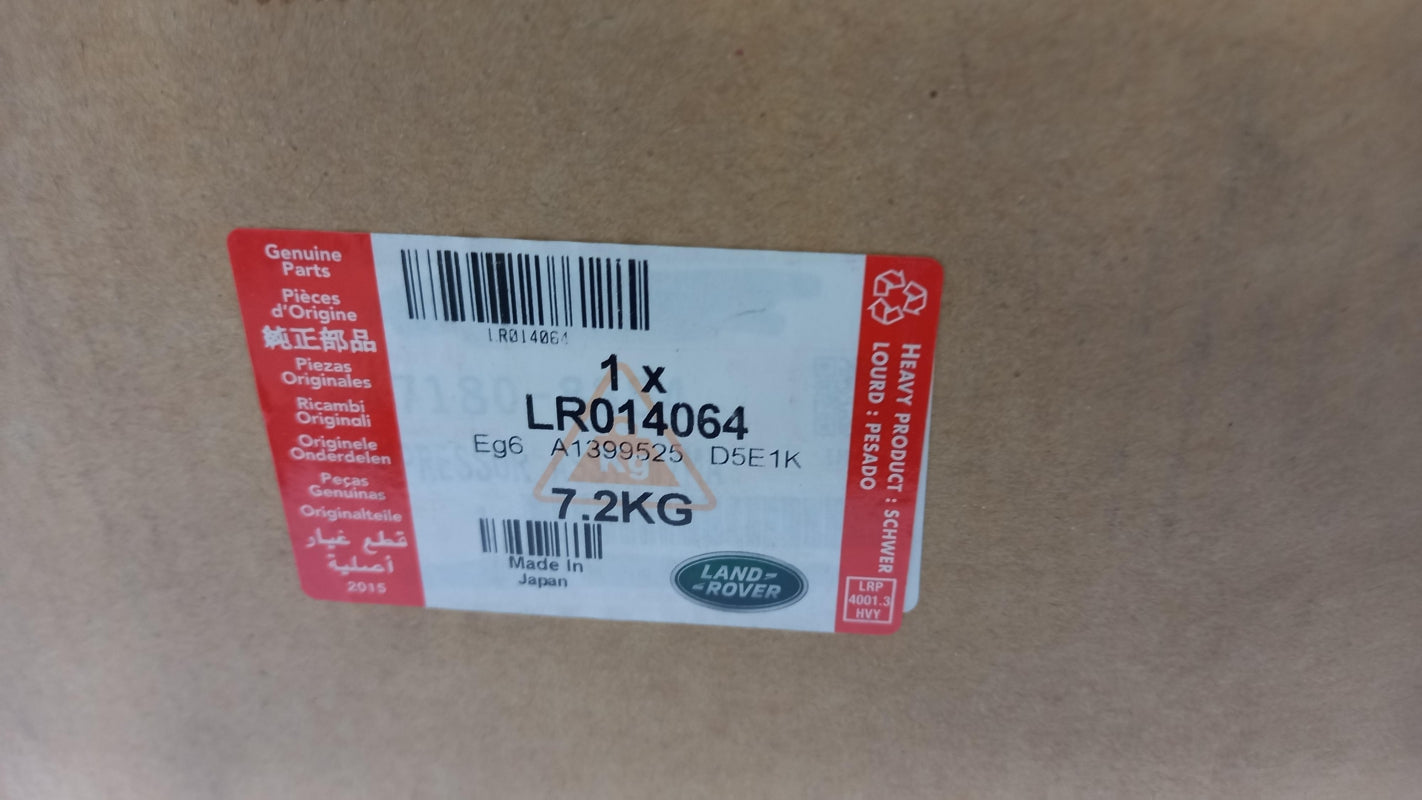 Genuine
Parts
Pièces
d'Origine
純正部品
Piezas
Originales
Ricambi
Originali
Originele
Onderdelen
Peças
Genuinas
Originalteile
قطع غيار
أصلية
2015
LR014064
1 x
LR014064
Eg6 A1399525 D5E1K
Kg
7.2KG
Made In
Japan
LAND
ROVER
HEAVY PRODUCT : SCHWER
LOURD : PESADO
LRP
4001.3
HVY